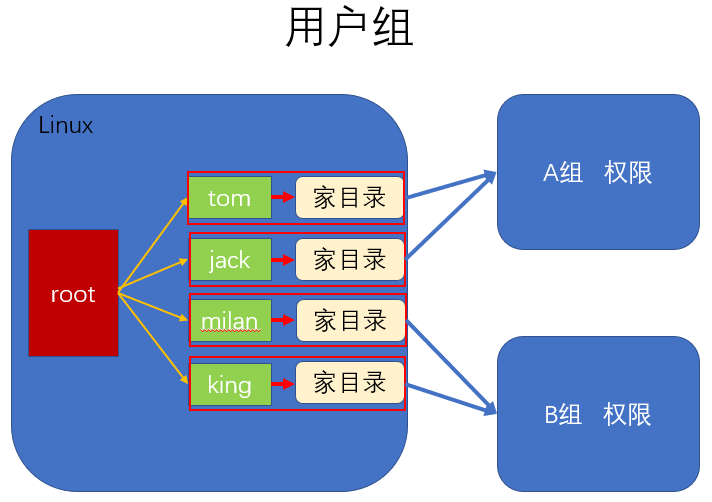 用户组
Linux
root
tom
家目录
jack
家目录
milan
家目录
king
家目录
A组 权限
B组 权限